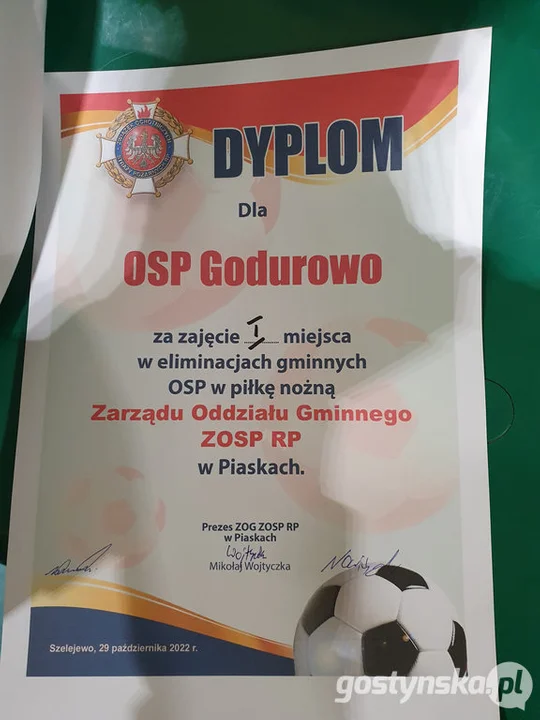 DYPLOM
Dla
OSP Godurowo
za zajęcie I miejsca
w eliminacjach gminnych
OSP w piłkę nożną
Zarządu Oddziału Gminnego
ZOSP RP
w Piaskach.
Prezes ZOG ZOSP RP
w Piaskach
Wojtyczka
Mikołaj Wojtyczka
Szelejewo, 29 października 2022 r.
gostynska.pl